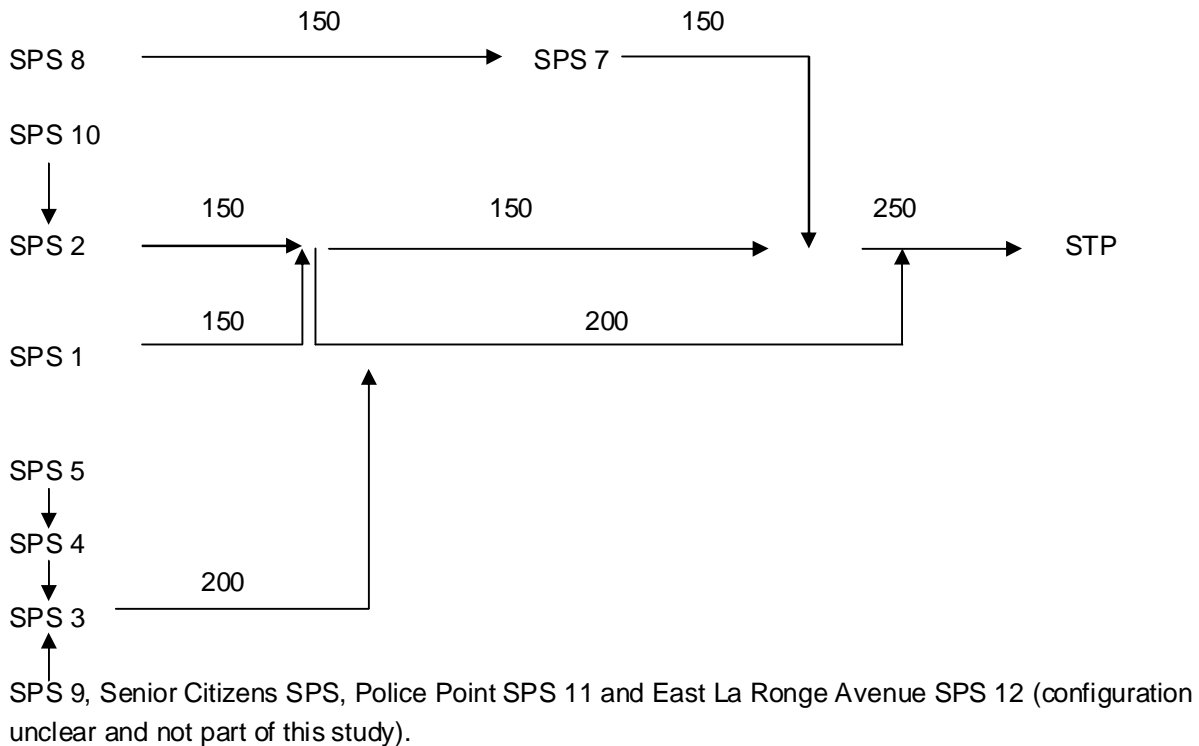 150 150
SPS 8 SPS 7
SPS 10
150 150 250
SPS 2 STP
150 200
SPS 1
SPS 5
SPS 4
200
SPS 3
SPS 9, Senior Citizens SPS, Police Point SPS 11 and East La Ronge Avenue SPS 12 (configuration
unclear and not part of this study).